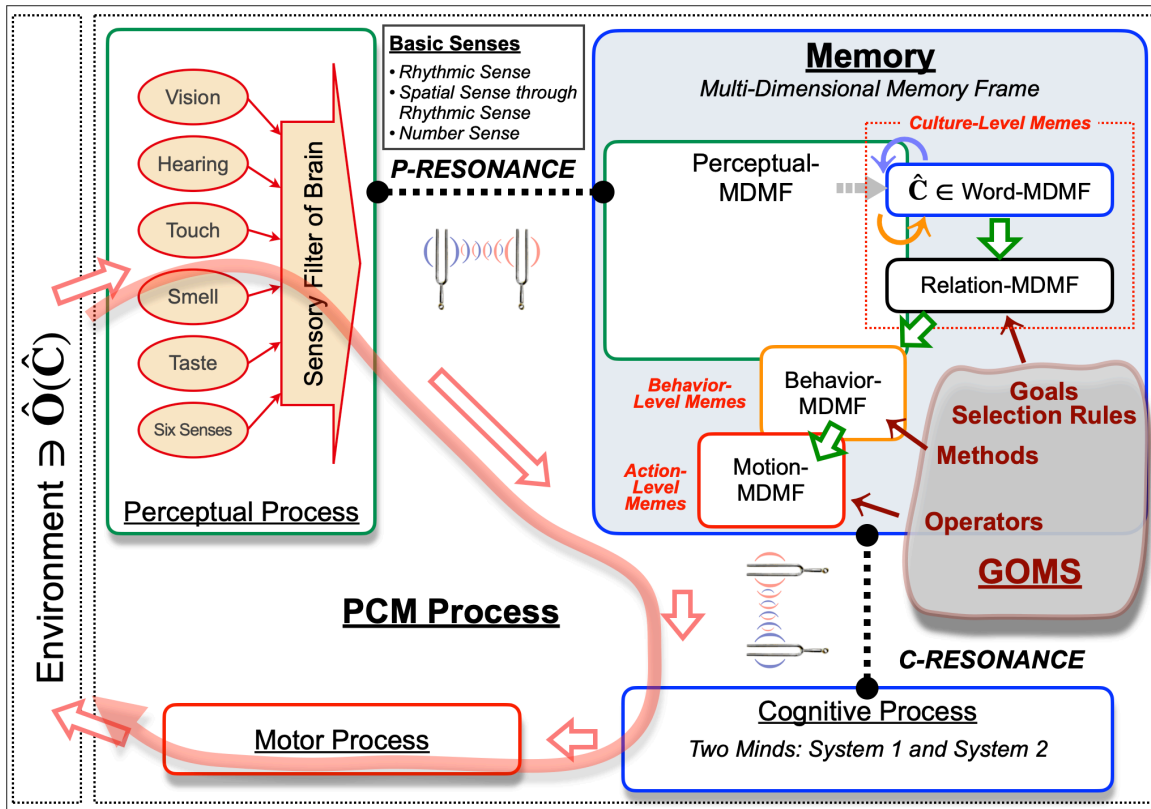 Environment ∋ Ô(Ĉ)
Vision
Hearing
Touch
Smell
Taste
Six Senses
Sensory Filter of Brain
Perceptual Process
Basic Senses
• Rhythmic Sense
• Spatial Sense through
Rhythmic Sense
• Number Sense
P-RESONANCE
Memory
Multi-Dimensional Memory Frame
Culture-Level Memes
Perceptual-
MDMF
Ĉ ∈ Word-MDMF
Relation-MDMF
Behavior-
Level Memes
Behavior-
MDMF
Action-
Level
Memes
Motion-
MDMF
Goals
Selection Rules
Methods
Operators
GOMS
PCM Process
C-RESONANCE
Motor Process
Cognitive Process
Two Minds: System 1 and System 2